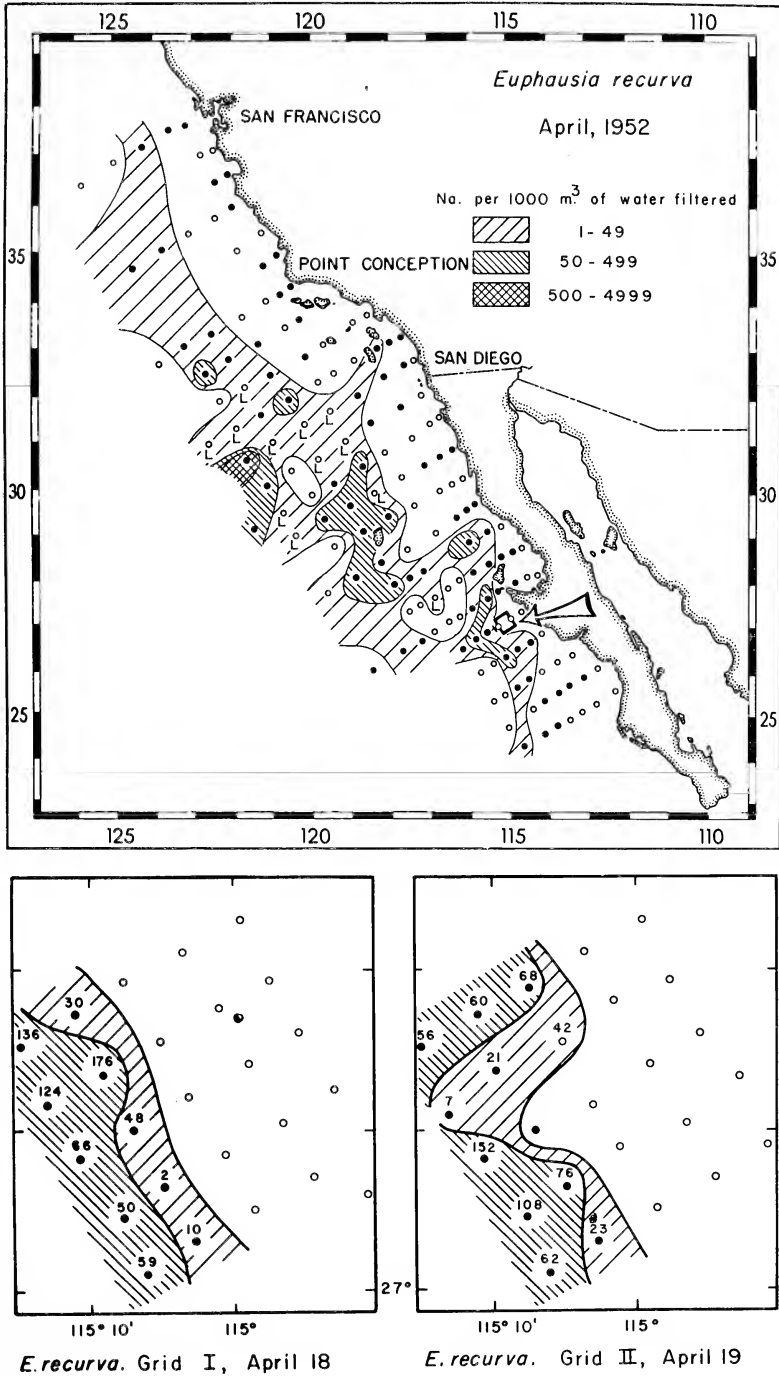 125 120 115 110
Euphausia recurva
April, 1952
SAN FRANCISCO
No. per 1000 m.³ of water filtered
1 - 49
50 - 499
500 - 4999
35 35
POINT CONCEPTION
SAN DIEGO
L L
L L L
L L L
L
30 30
L L
L
25 25
125 120 115 110
30
136
176
124
48
66
2
50
10
59
115° 10' 115°
E. recurva. Grid I, April 18
68
60
56
42
21
7
152
76
108
23
62
27°
115° 10' 115°
E. recurva. Grid II, April 19